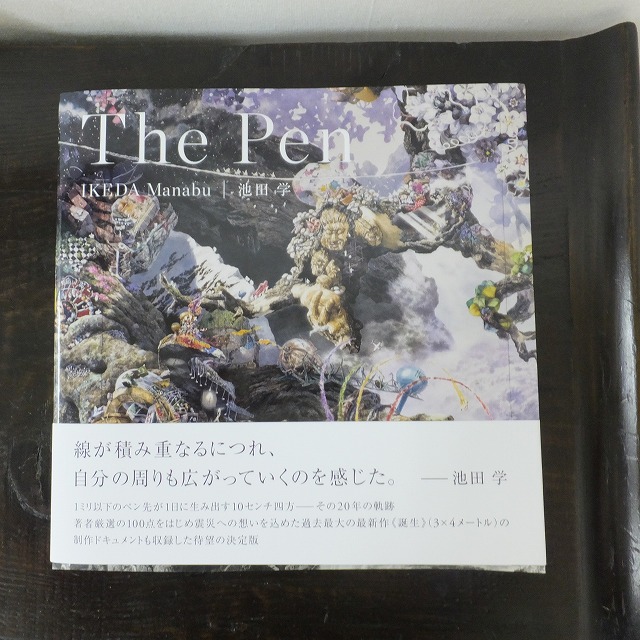 The Pen
IKEDA Manabu | 池田 学
線が積み重なるにつれ、
自分の周りも広がっていくのを感じた。 ── 池田 学
1ミリ以下のペン先が1日に生み出す10センチ四方──その20年の軌跡
著者厳選の100点をはじめ震災への想いを込めた過去最大の最新作《誕生》(3×4メートル)の
制作ドキュメントも収録した待望の決定版